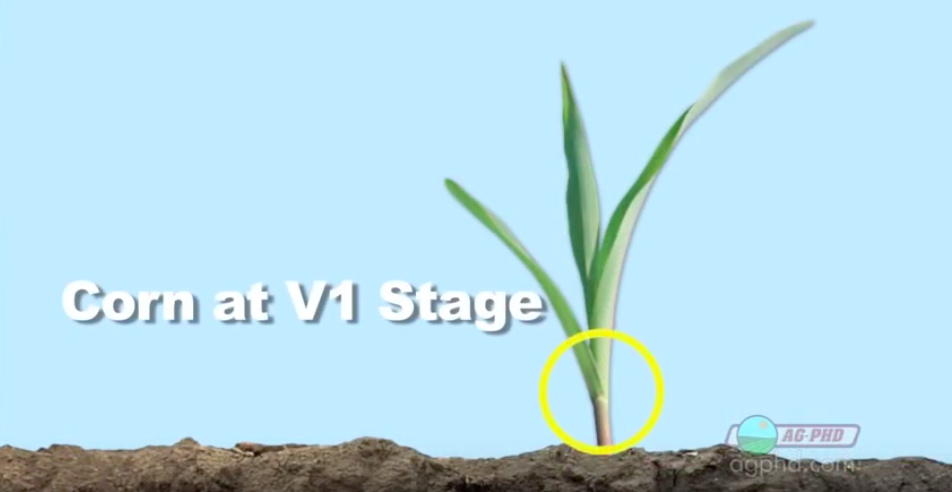 Corn at V1 Stage
AG-PHD
agphd.com